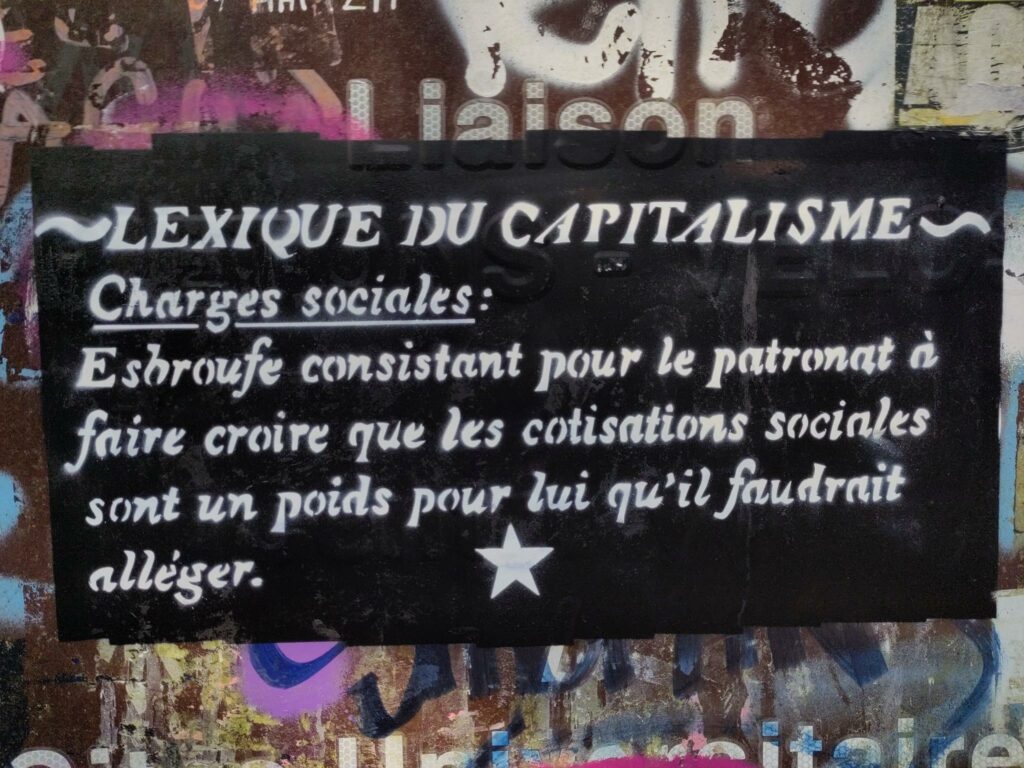 Liaison
~LEXIQUE DU CAPITALISME~
Charges sociales:
Esbroufe consistant pour le patronat à
faire croire que les cotisations sociales
sont un poids pour lui qu'il faudrait
alléger.
Universitaire